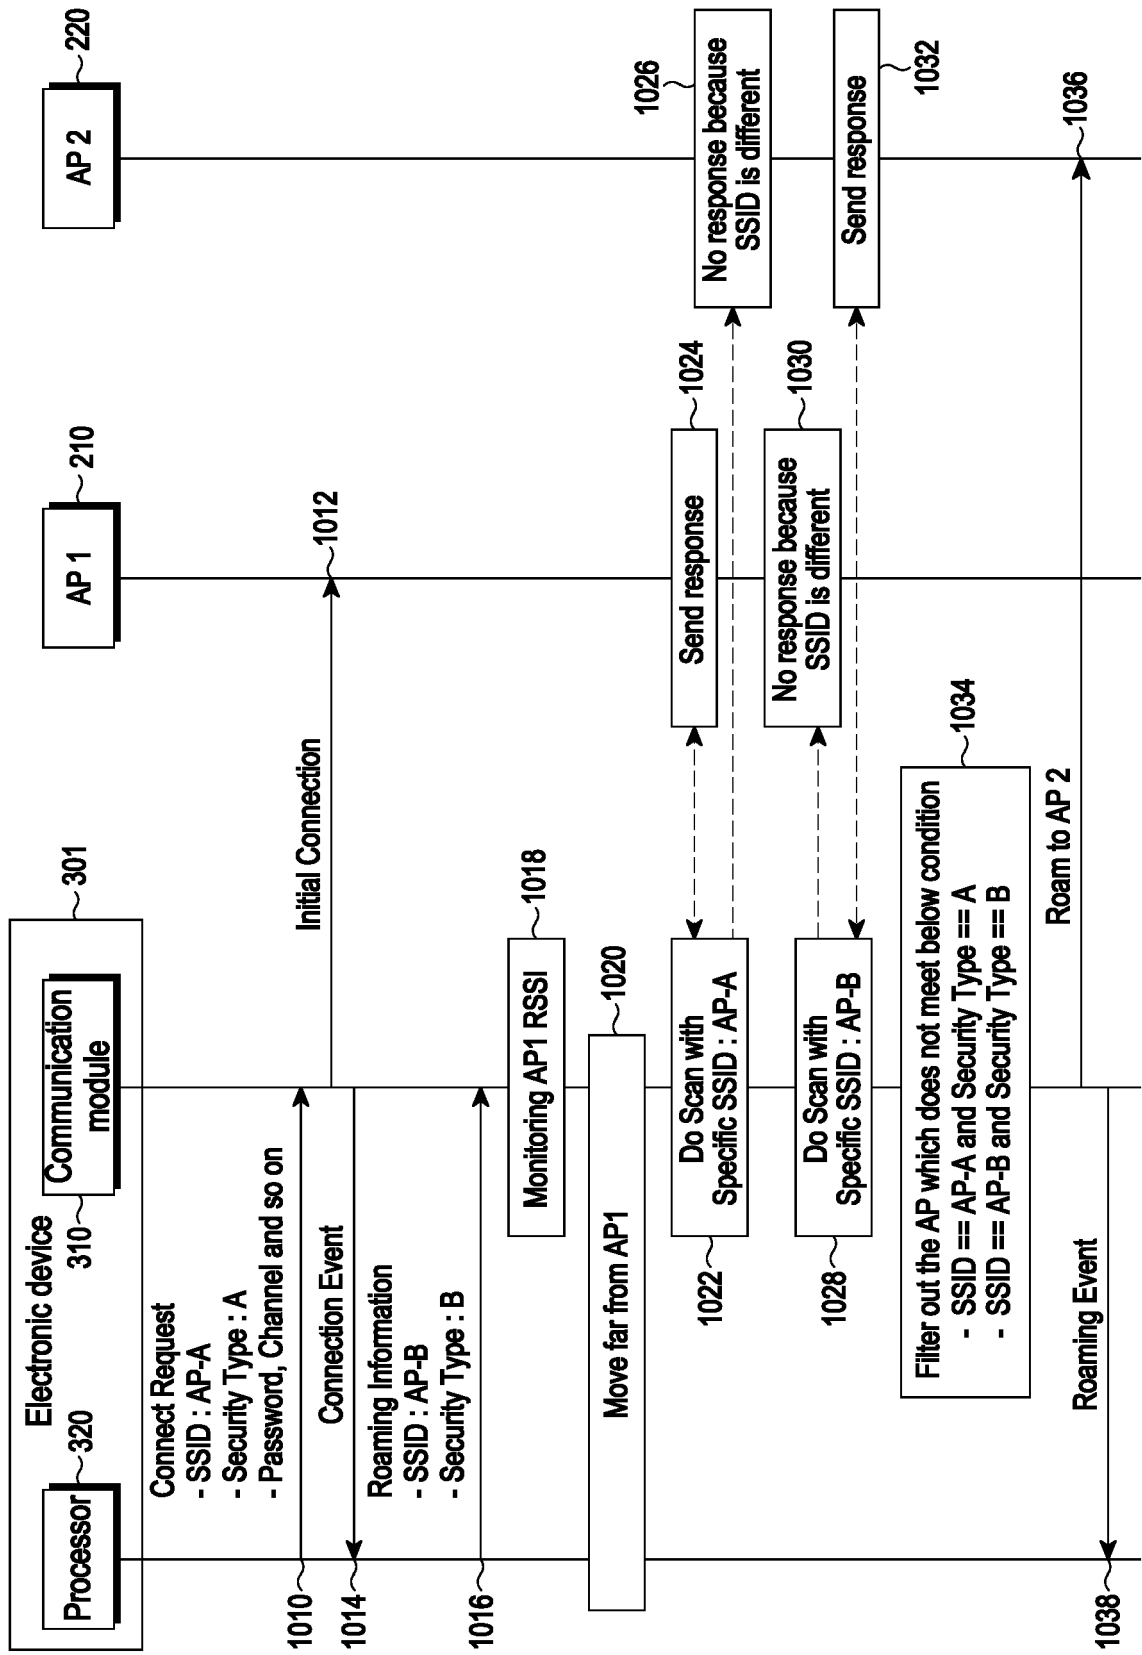 Electronic device
301
Processor
320
Communication
module
310
AP 1
210
AP 2
220
Connect Request
- SSID : AP-A
- Security Type : A
- Password, Channel and so on
1010
Initial Connection
1012
Connection Event
1014
Roaming Information
- SSID : AP-B
- Security Type : B
1016
Monitoring AP1 RSSI
1018
Move far from AP1
1020
Do Scan with
Specific SSID : AP-A
1022
Send response
1024
No response because
SSID is different
1026
Do Scan with
Specific SSID : AP-B
1028
No response because
SSID is different
1030
Send response
1032
Filter out the AP which does not meet below condition
- SSID == AP-A and Security Type == A
- SSID == AP-B and Security Type == B
1034
Roam to AP 2
1036
Roaming Event
1038